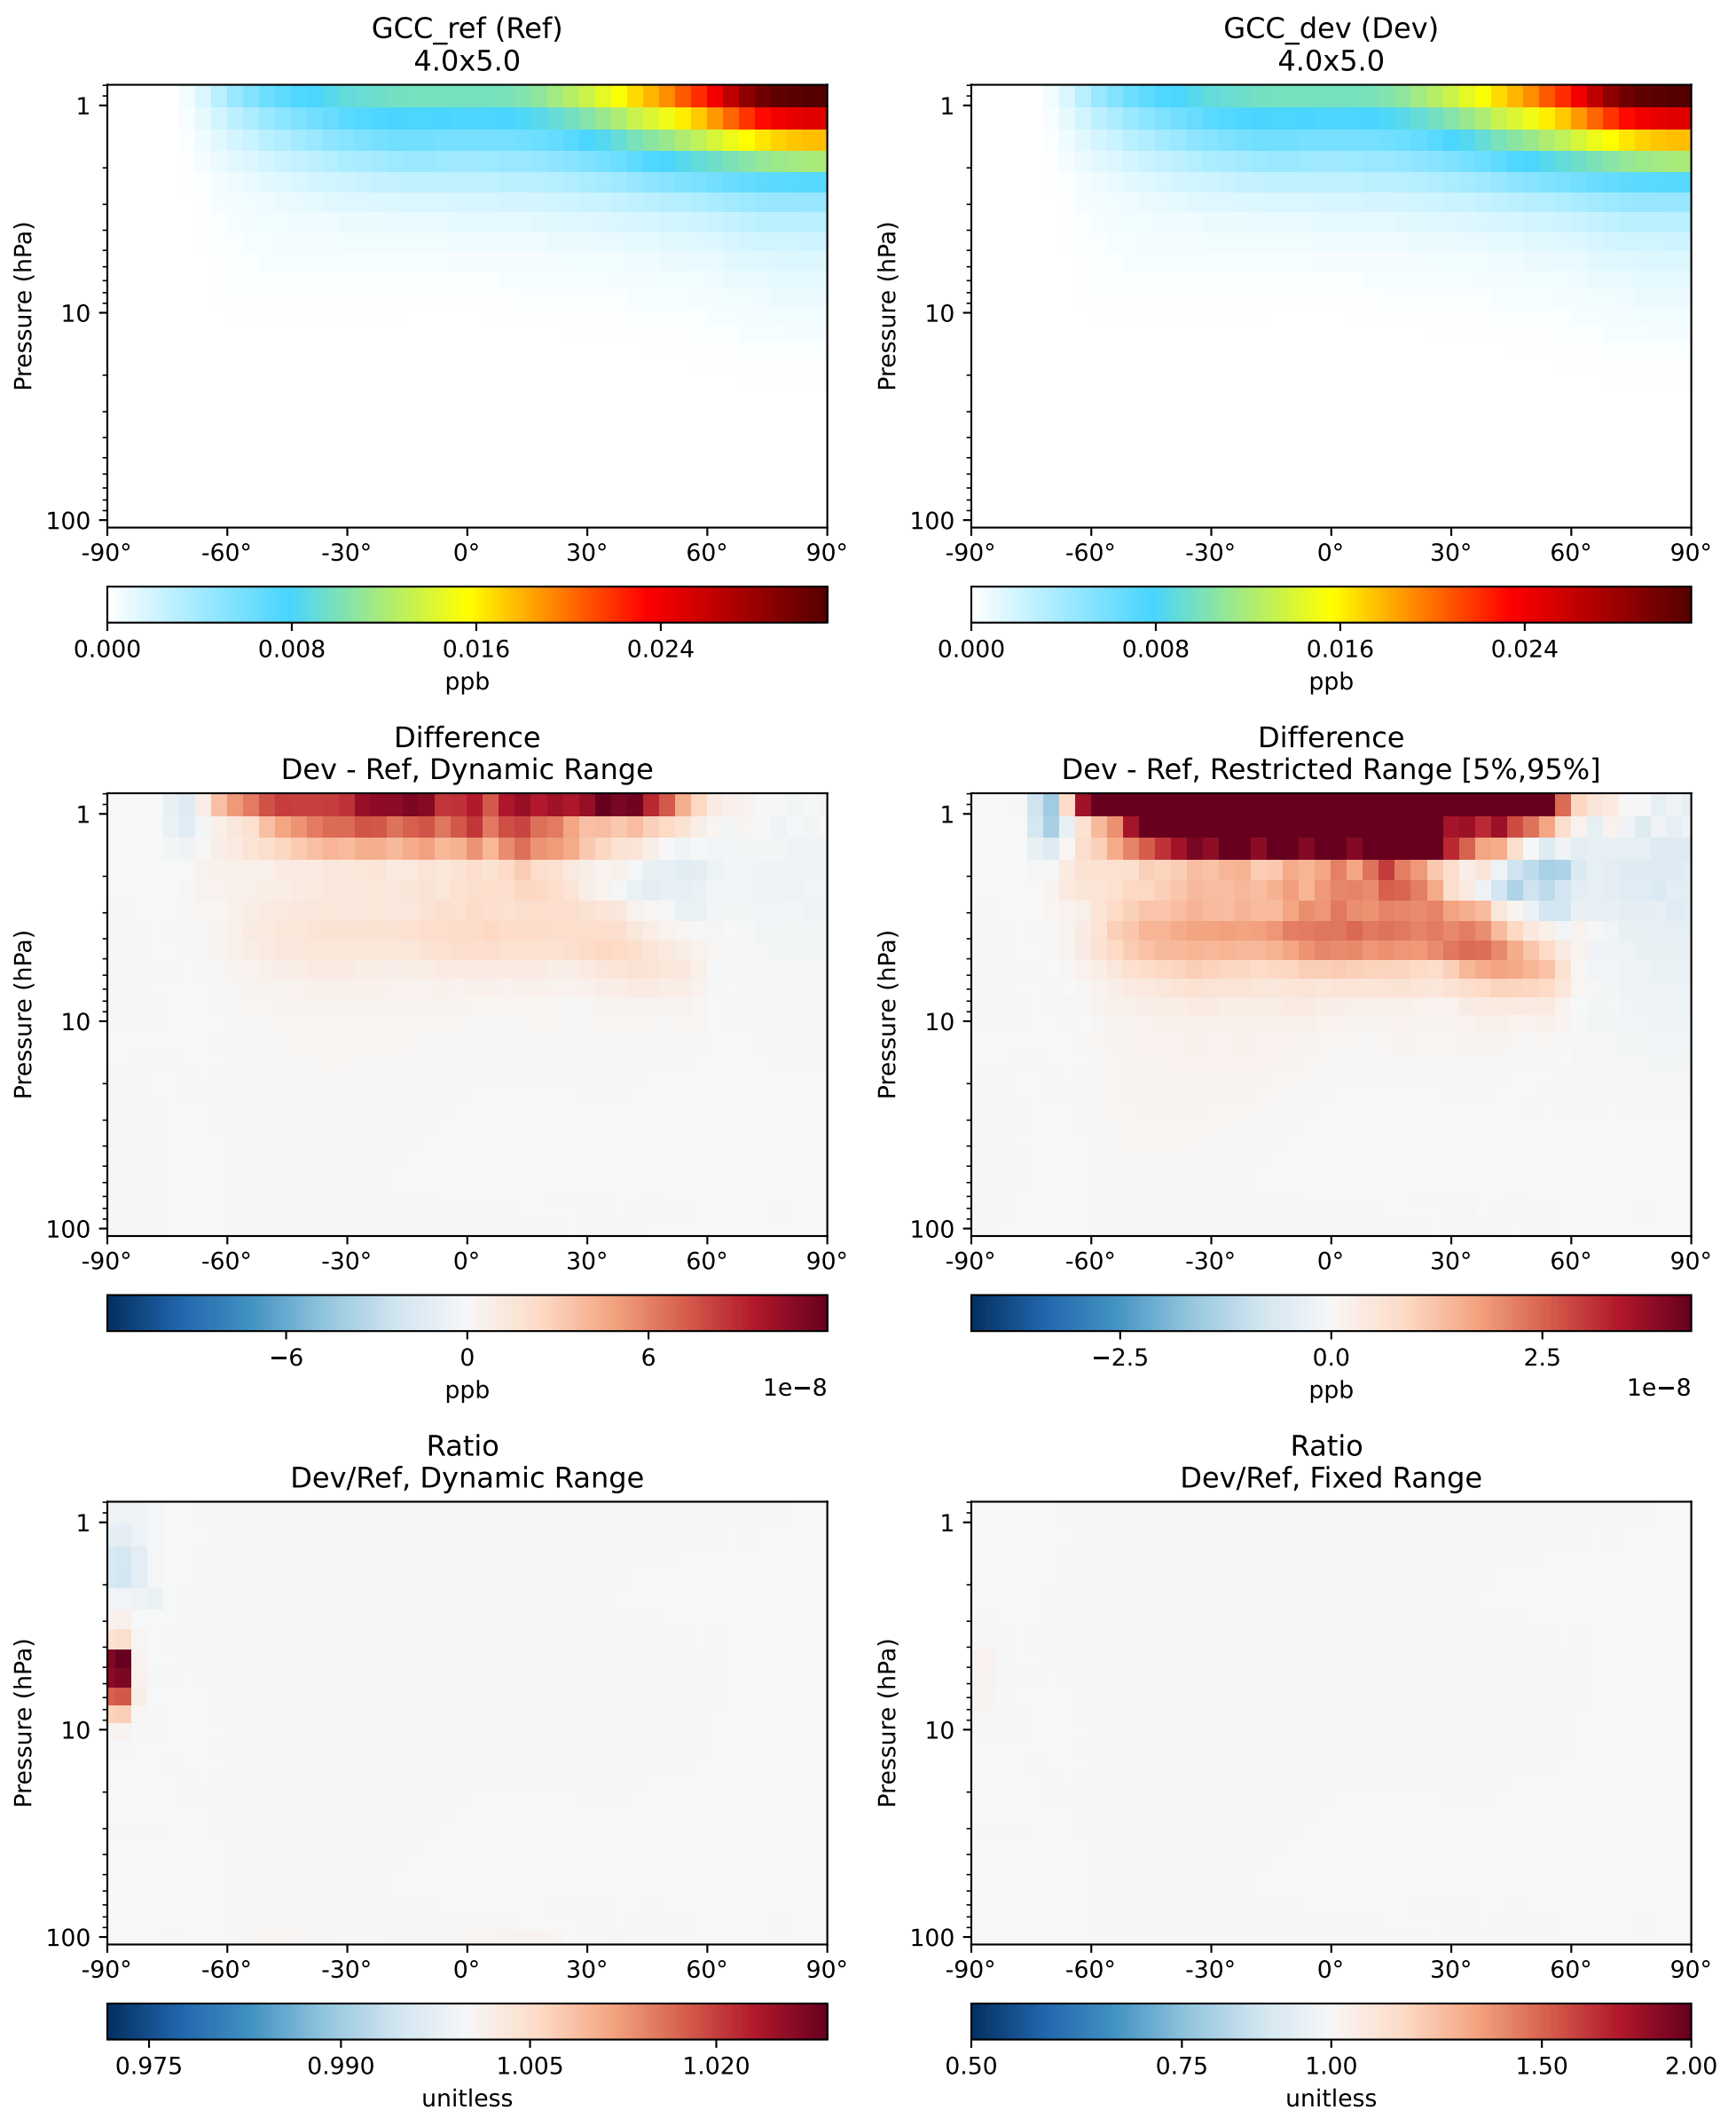 GCC_ref (Ref)
4.0x5.0
GCC_dev (Dev)
4.0x5.0
Pressure (hPa)
1
10
100
-90° -60° -30° 0° 30° 60° 90°
0.000 0.008 0.016 0.024
ppb
Pressure (hPa)
1
10
100
-90° -60° -30° 0° 30° 60° 90°
0.000 0.008 0.016 0.024
ppb
Difference
Dev - Ref, Dynamic Range
Difference
Dev - Ref, Restricted Range [5%,95%]
Pressure (hPa)
1
10
100
-90° -60° -30° 0° 30° 60° 90°
−6 0 6
ppb
1e−8
Pressure (hPa)
1
10
100
-90° -60° -30° 0° 30° 60° 90°
−2.5 0.0 2.5
ppb
1e−8
Ratio
Dev/Ref, Dynamic Range
Ratio
Dev/Ref, Fixed Range
Pressure (hPa)
1
10
100
-90° -60° -30° 0° 30° 60° 90°
0.975 0.990 1.005 1.020
unitless
Pressure (hPa)
1
10
100
-90° -60° -30° 0° 30° 60° 90°
0.50 0.75 1.00 1.50 2.00
unitless